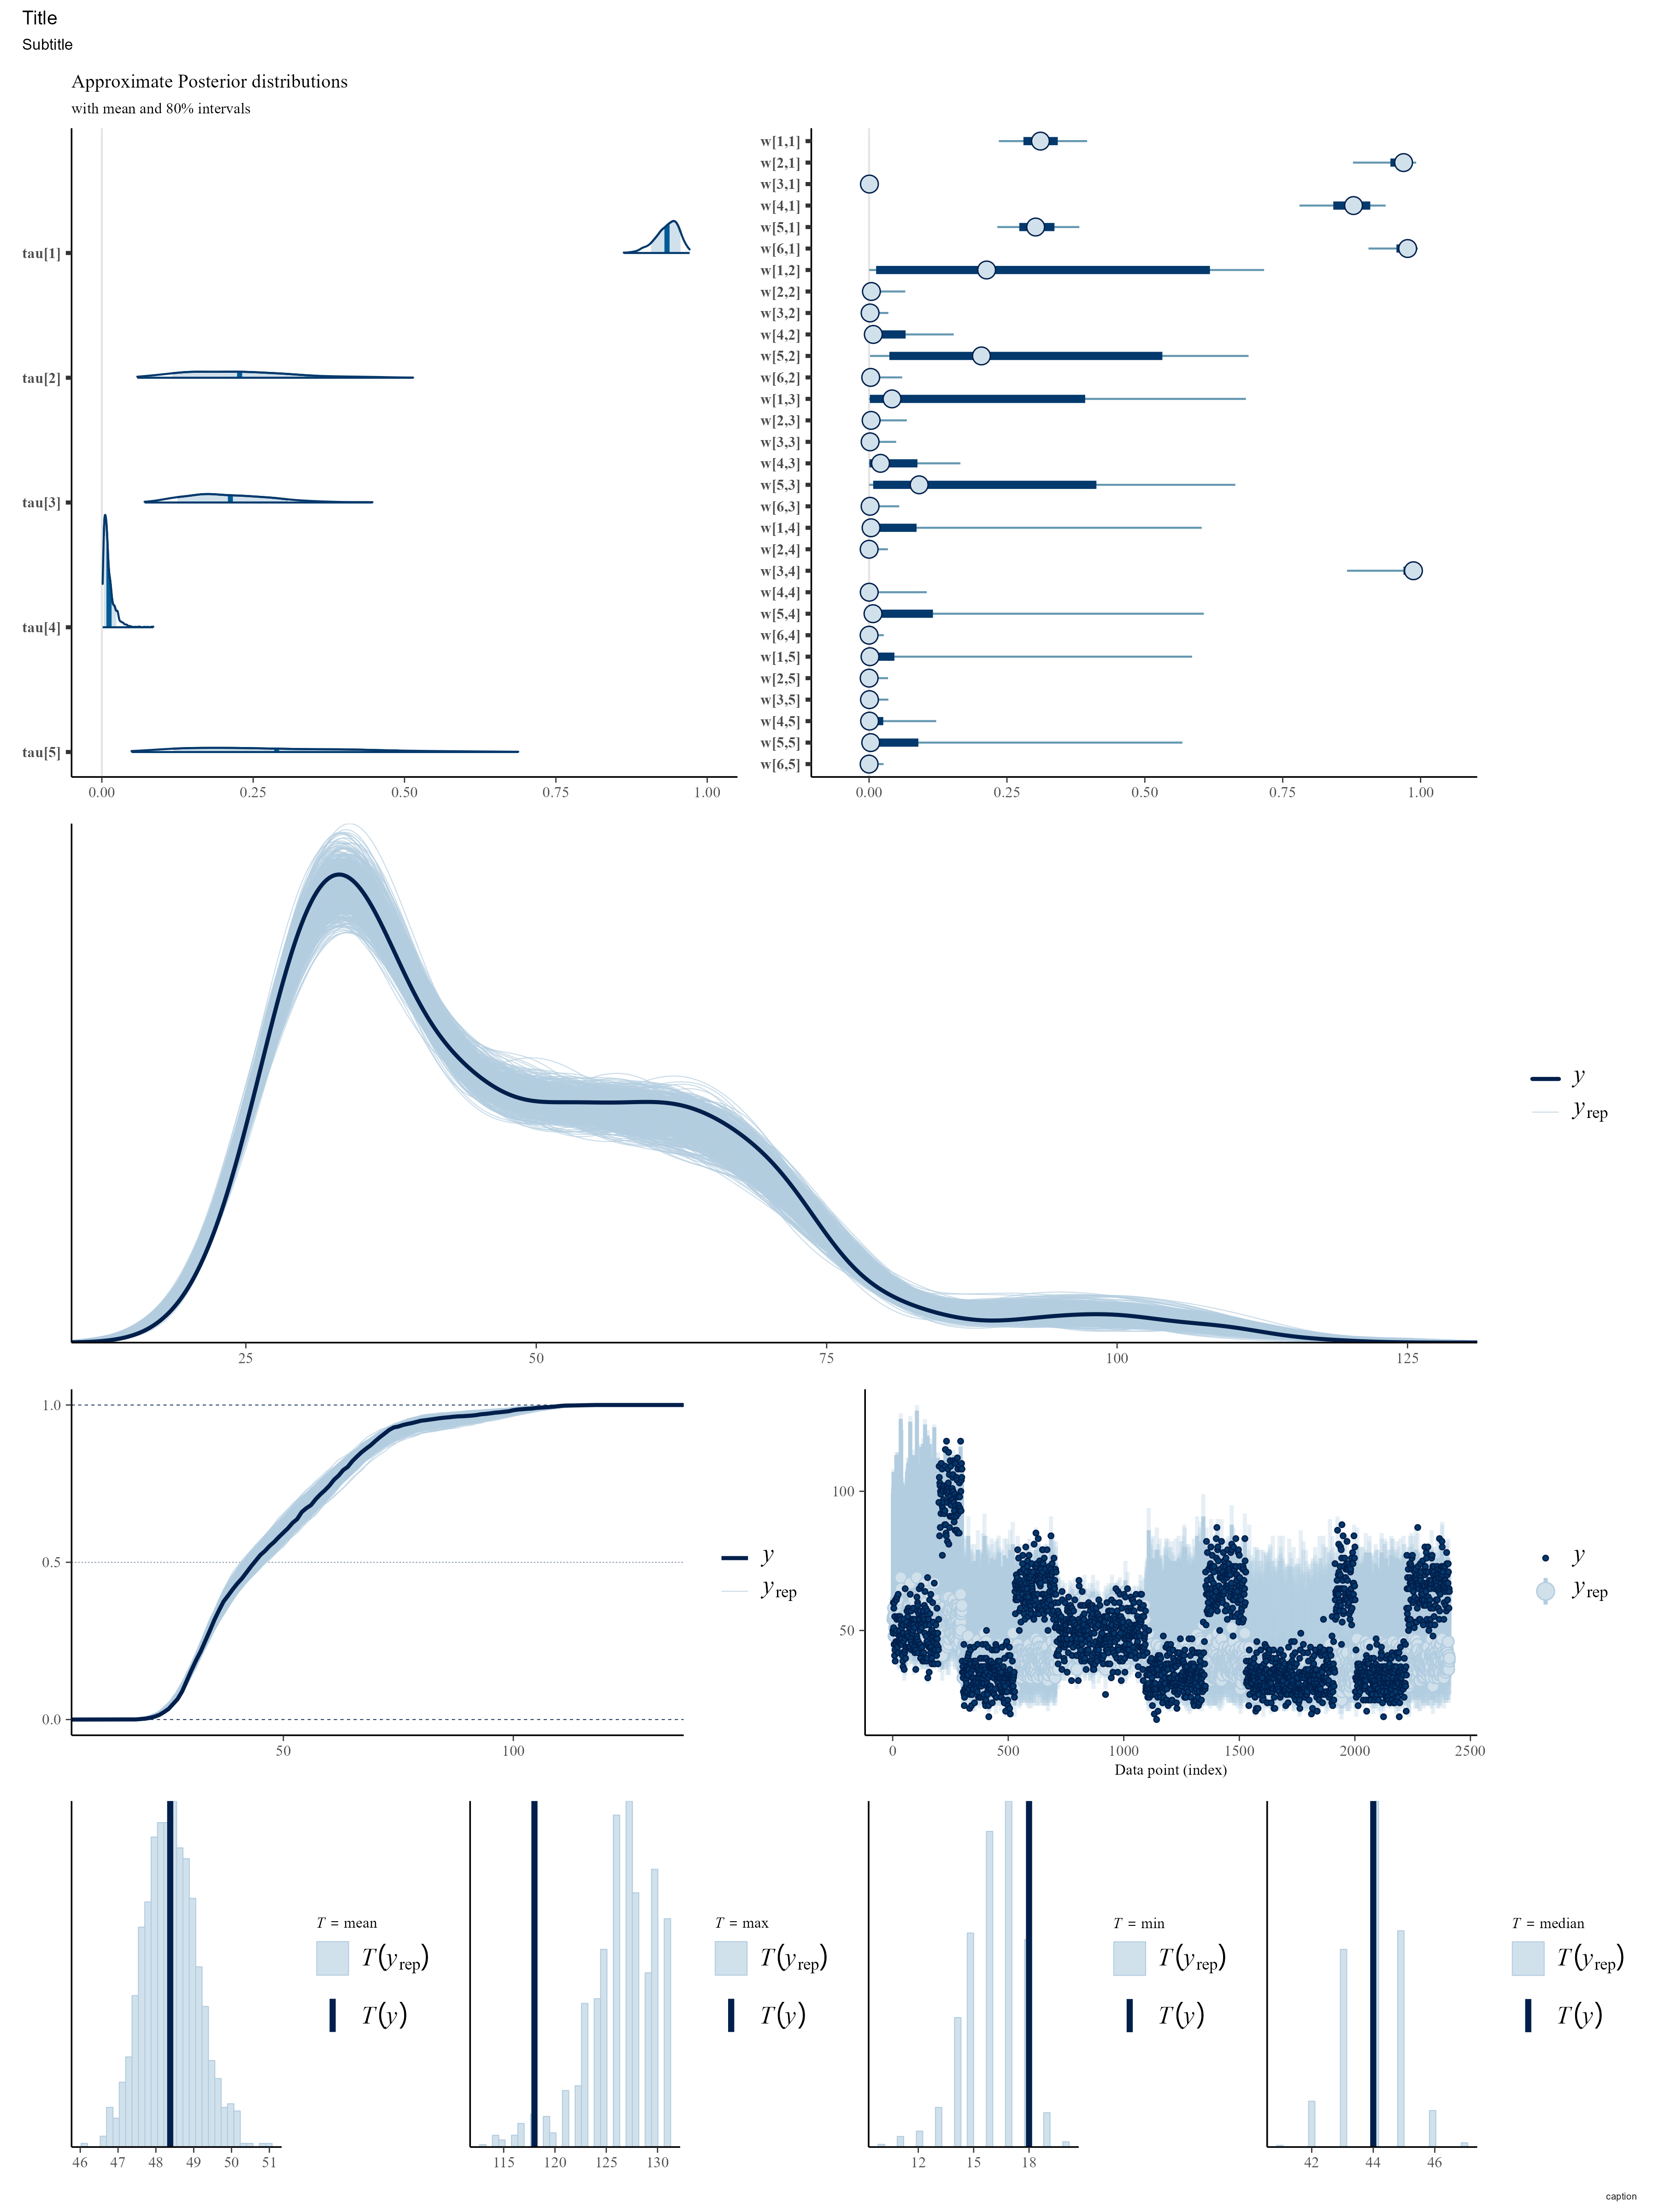 Title
Subtitle
Approximate Posterior distributions
with mean and 80% intervals
tau[1]
tau[2]
tau[3]
tau[4]
tau[5]
0.00 0.25 0.50 0.75 1.00
w[1,1]
w[2,1]
w[3,1]
w[4,1]
w[5,1]
w[6,1]
w[1,2]
w[2,2]
w[3,2]
w[4,2]
w[5,2]
w[6,2]
w[1,3]
w[2,3]
w[3,3]
w[4,3]
w[5,3]
w[6,3]
w[1,4]
w[2,4]
w[3,4]
w[4,4]
w[5,4]
w[6,4]
w[1,5]
w[2,5]
w[3,5]
w[4,5]
w[5,5]
w[6,5]
0.00 0.25 0.50 0.75 1.00
25 50 75 100 125
y
yrep
1.0
0.5
0.0
50 100
y
yrep
100
50
0 500 1000 1500 2000 2500
Data point (index)
y
yrep
46 47 48 49 50 51
T = mean
T(yrep)
T(y)
115 120 125 130
T = max
T(yrep)
T(y)
12 15 18
T = min
T(yrep)
T(y)
42 44 46
T = median
T(yrep)
T(y)
caption